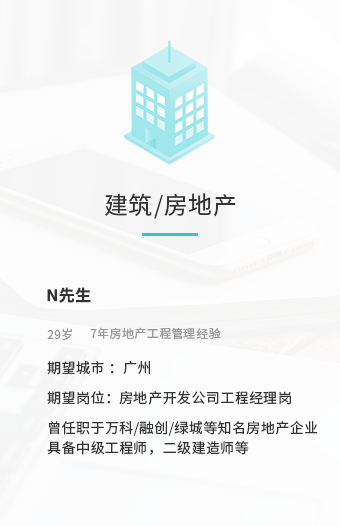 建筑/房地产
N先生
29岁 7年房地产工程管理经验
期望城市：广州
期望岗位：房地产开发公司工程经理岗
曾任职于万科/融创/绿城等知名房地产企业
具备中级工程师，二级建造师等